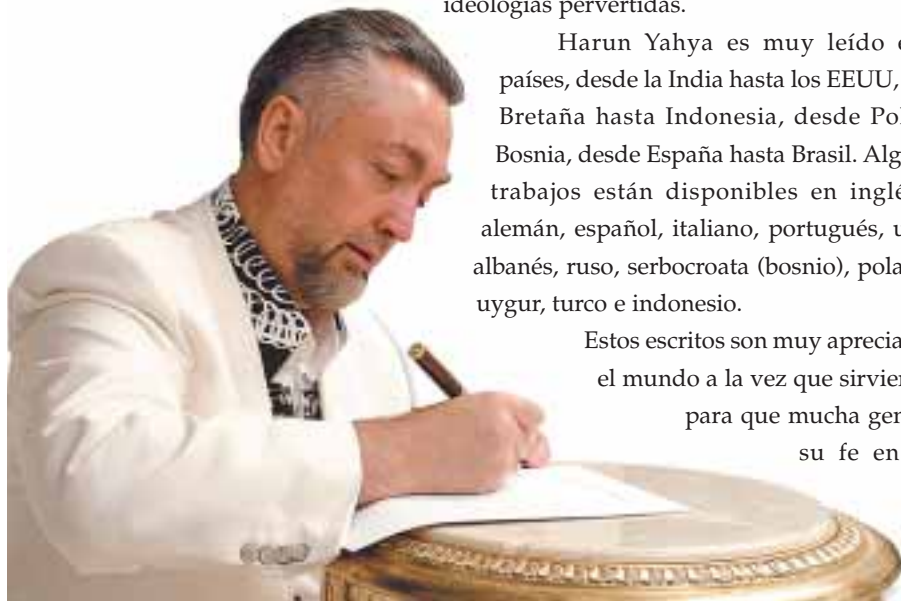 ideologías pervertidas.
Harun Yahya es muy leído
países, desde la India hasta los EEUU,
Bretaña hasta Indonesia, desde
Bosnia, desde España hasta Brasil.
trabajos están disponibles en
alemán, español, italiano, portugués,
albanés, ruso, serbocroata (bosnio),
uygur, turco e indonesio.
Estos escritos son muy
el mundo a la vez que
para que mucha
su fe en